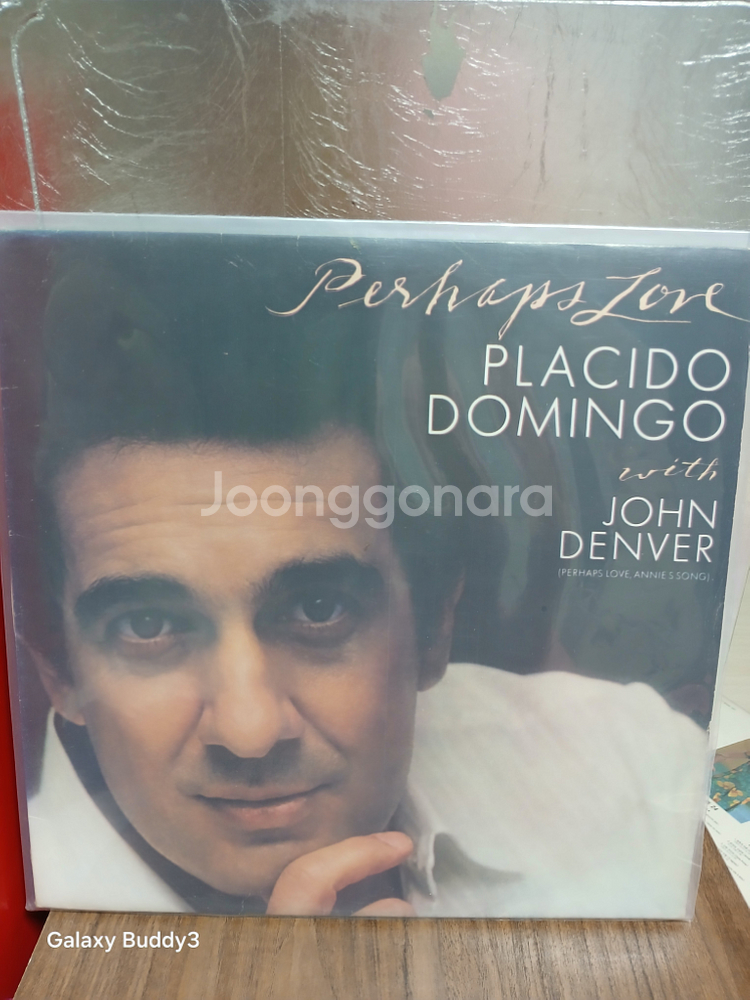 Perhaps Love
PLACIDO
DOMINGO
with
JOHN
DENVER
(PERHAPS LOVE, ANNIE'S SONG)
Joonggonara
Galaxy Buddy3